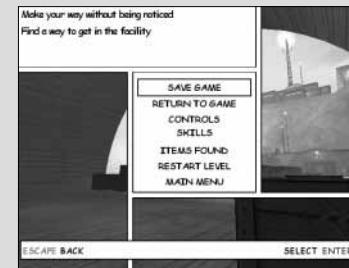 Make your way without being noticed
Find a way to get in the facility
SAVE GAME
RETURN TO GAME
CONTROLS
SKILLS
ITEMS FOUND
RESTART LEVEL
MAIN MENU
ESCAPE BACK
SELECT ENTER